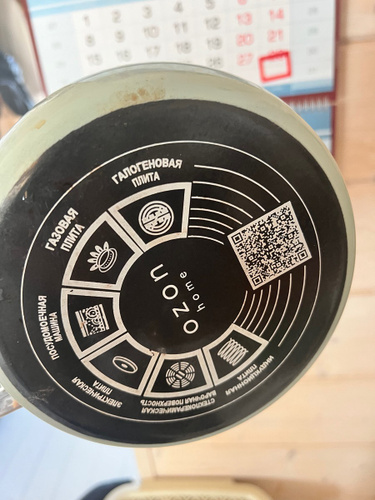 ГАЛОГЕНОВАЯ
ПЛИТА
ГАЗОВАЯ
ПЛИТА
ПОСУДОМОЕЧНАЯ
МАШИНА
ЭЛЕКТРИЧЕСКАЯ
ПЛИТА
СТЕКЛОКЕРАМИЧЕСКАЯ
ВАРОЧНАЯ ПОВЕРХНОСТЬ
ИНДУКЦИОННАЯ
ПЛИТА
ozon
home